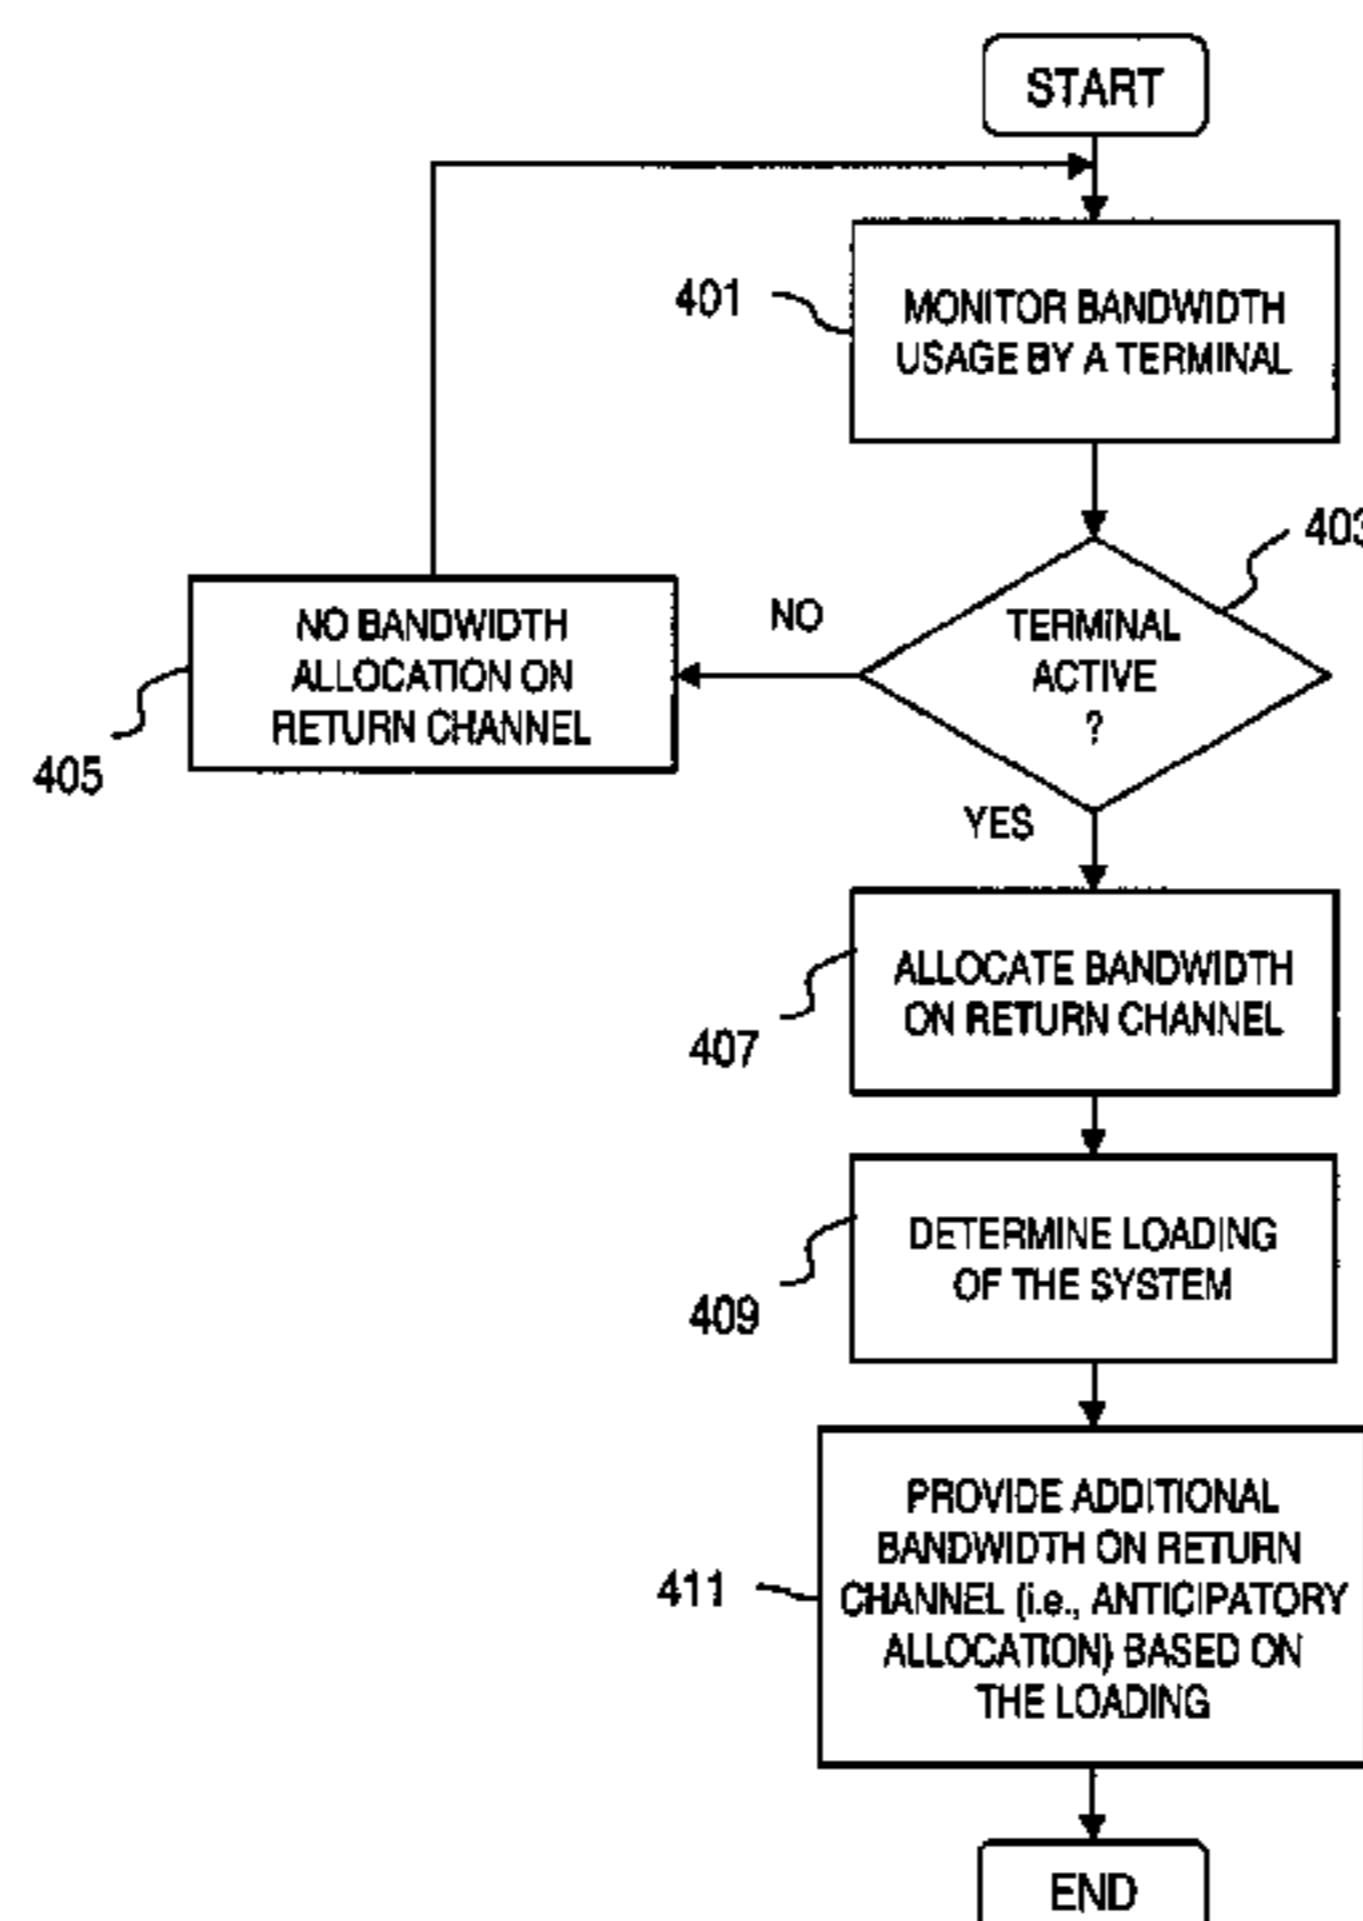 START
401
MONITOR BANDWIDTH
USAGE BY A TERMINAL
403
TERMINAL
ACTIVE
?
NO
NO BANDWIDTH
ALLOCATION ON
RETURN CHANNEL
405
YES
ALLOCATE BANDWIDTH
ON RETURN CHANNEL
407
DETERMINE LOADING
OF THE SYSTEM
409
PROVIDE ADDITIONAL
BANDWIDTH ON RETURN
CHANNEL (i.e., ANTICIPATORY
ALLOCATION) BASED ON
THE LOADING
411
END